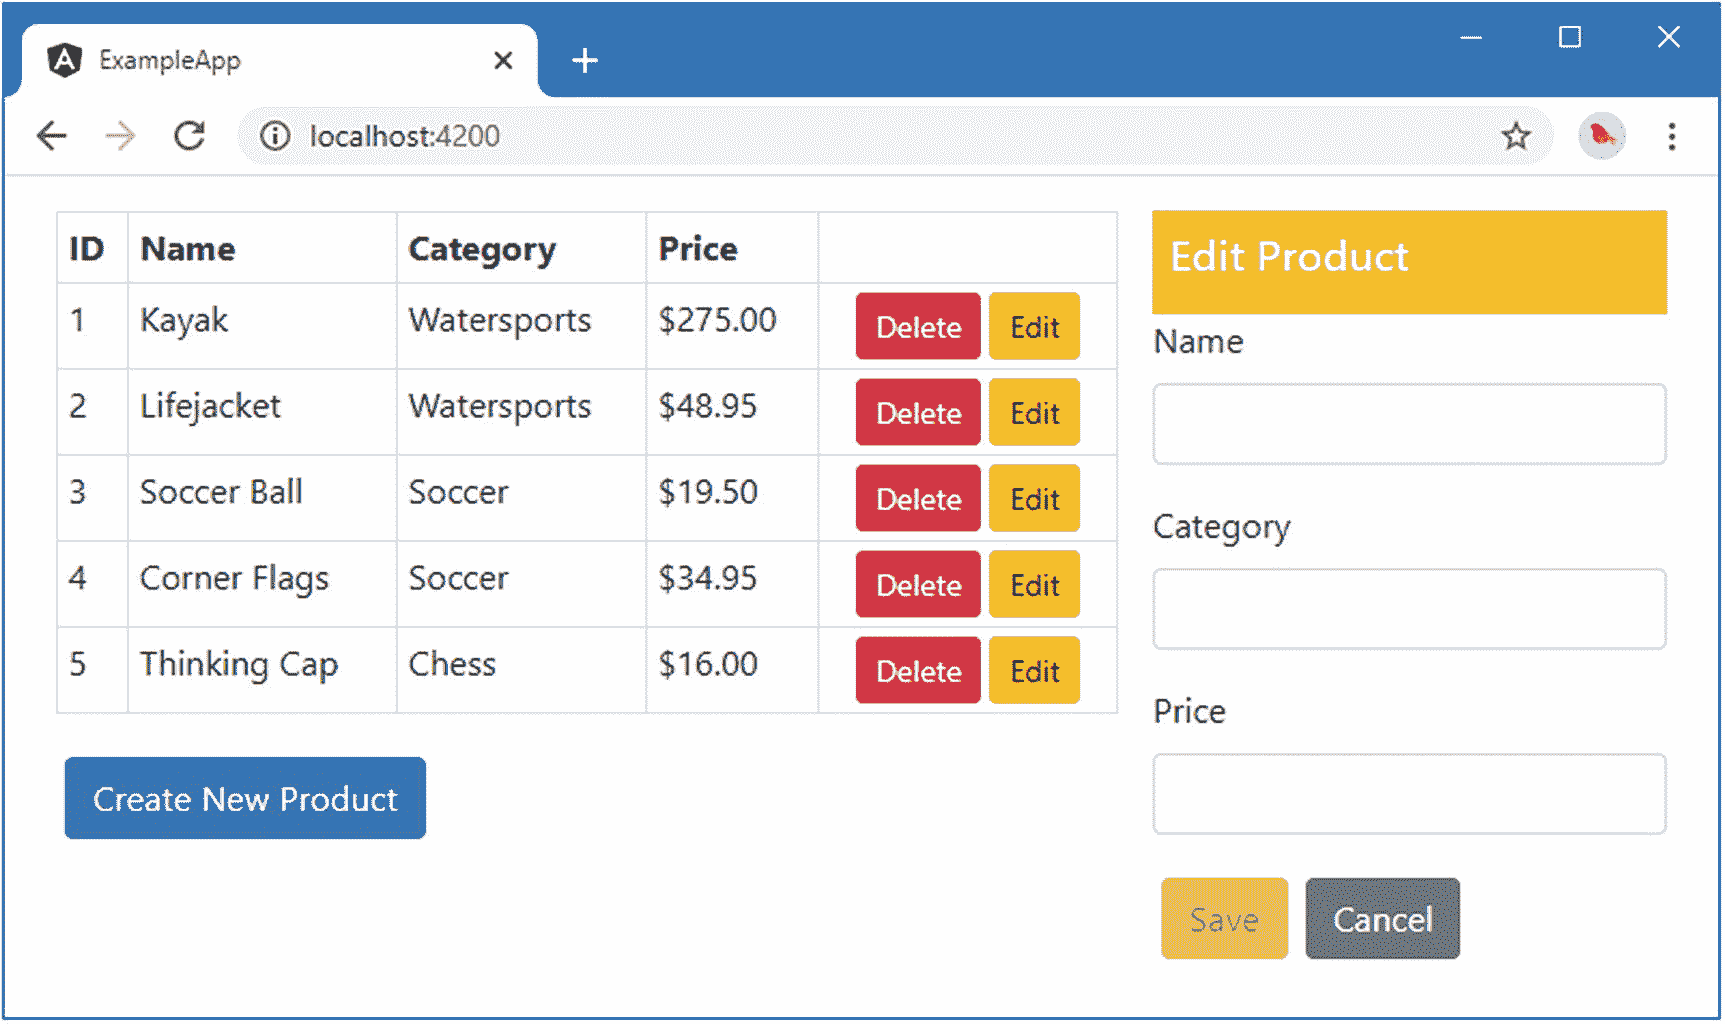 ExampleApp
localhost:4200
ID Name Category Price
1 Kayak Watersports $275.00 Delete Edit
2 Lifejacket Watersports $48.95 Delete Edit
3 Soccer Ball Soccer $19.50 Delete Edit
4 Corner Flags Soccer $34.95 Delete Edit
5 Thinking Cap Chess $16.00 Delete Edit
Create New Product
Edit Product
Name
Category
Price
Save Cancel